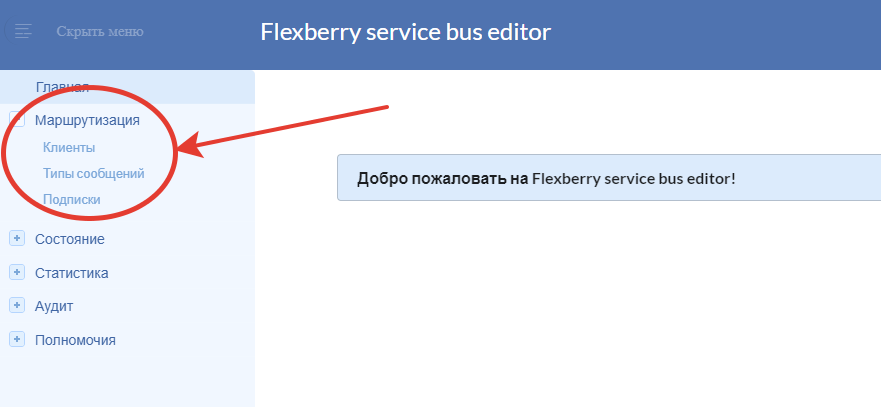 Скрыть меню
Flexberry service bus editor
Главная
Маршрутизация
Клиенты
Типы сообщений
Подписки
Добро пожаловать на Flexberry service bus editor!
Состояние
Статистика
Аудит
Полномочия